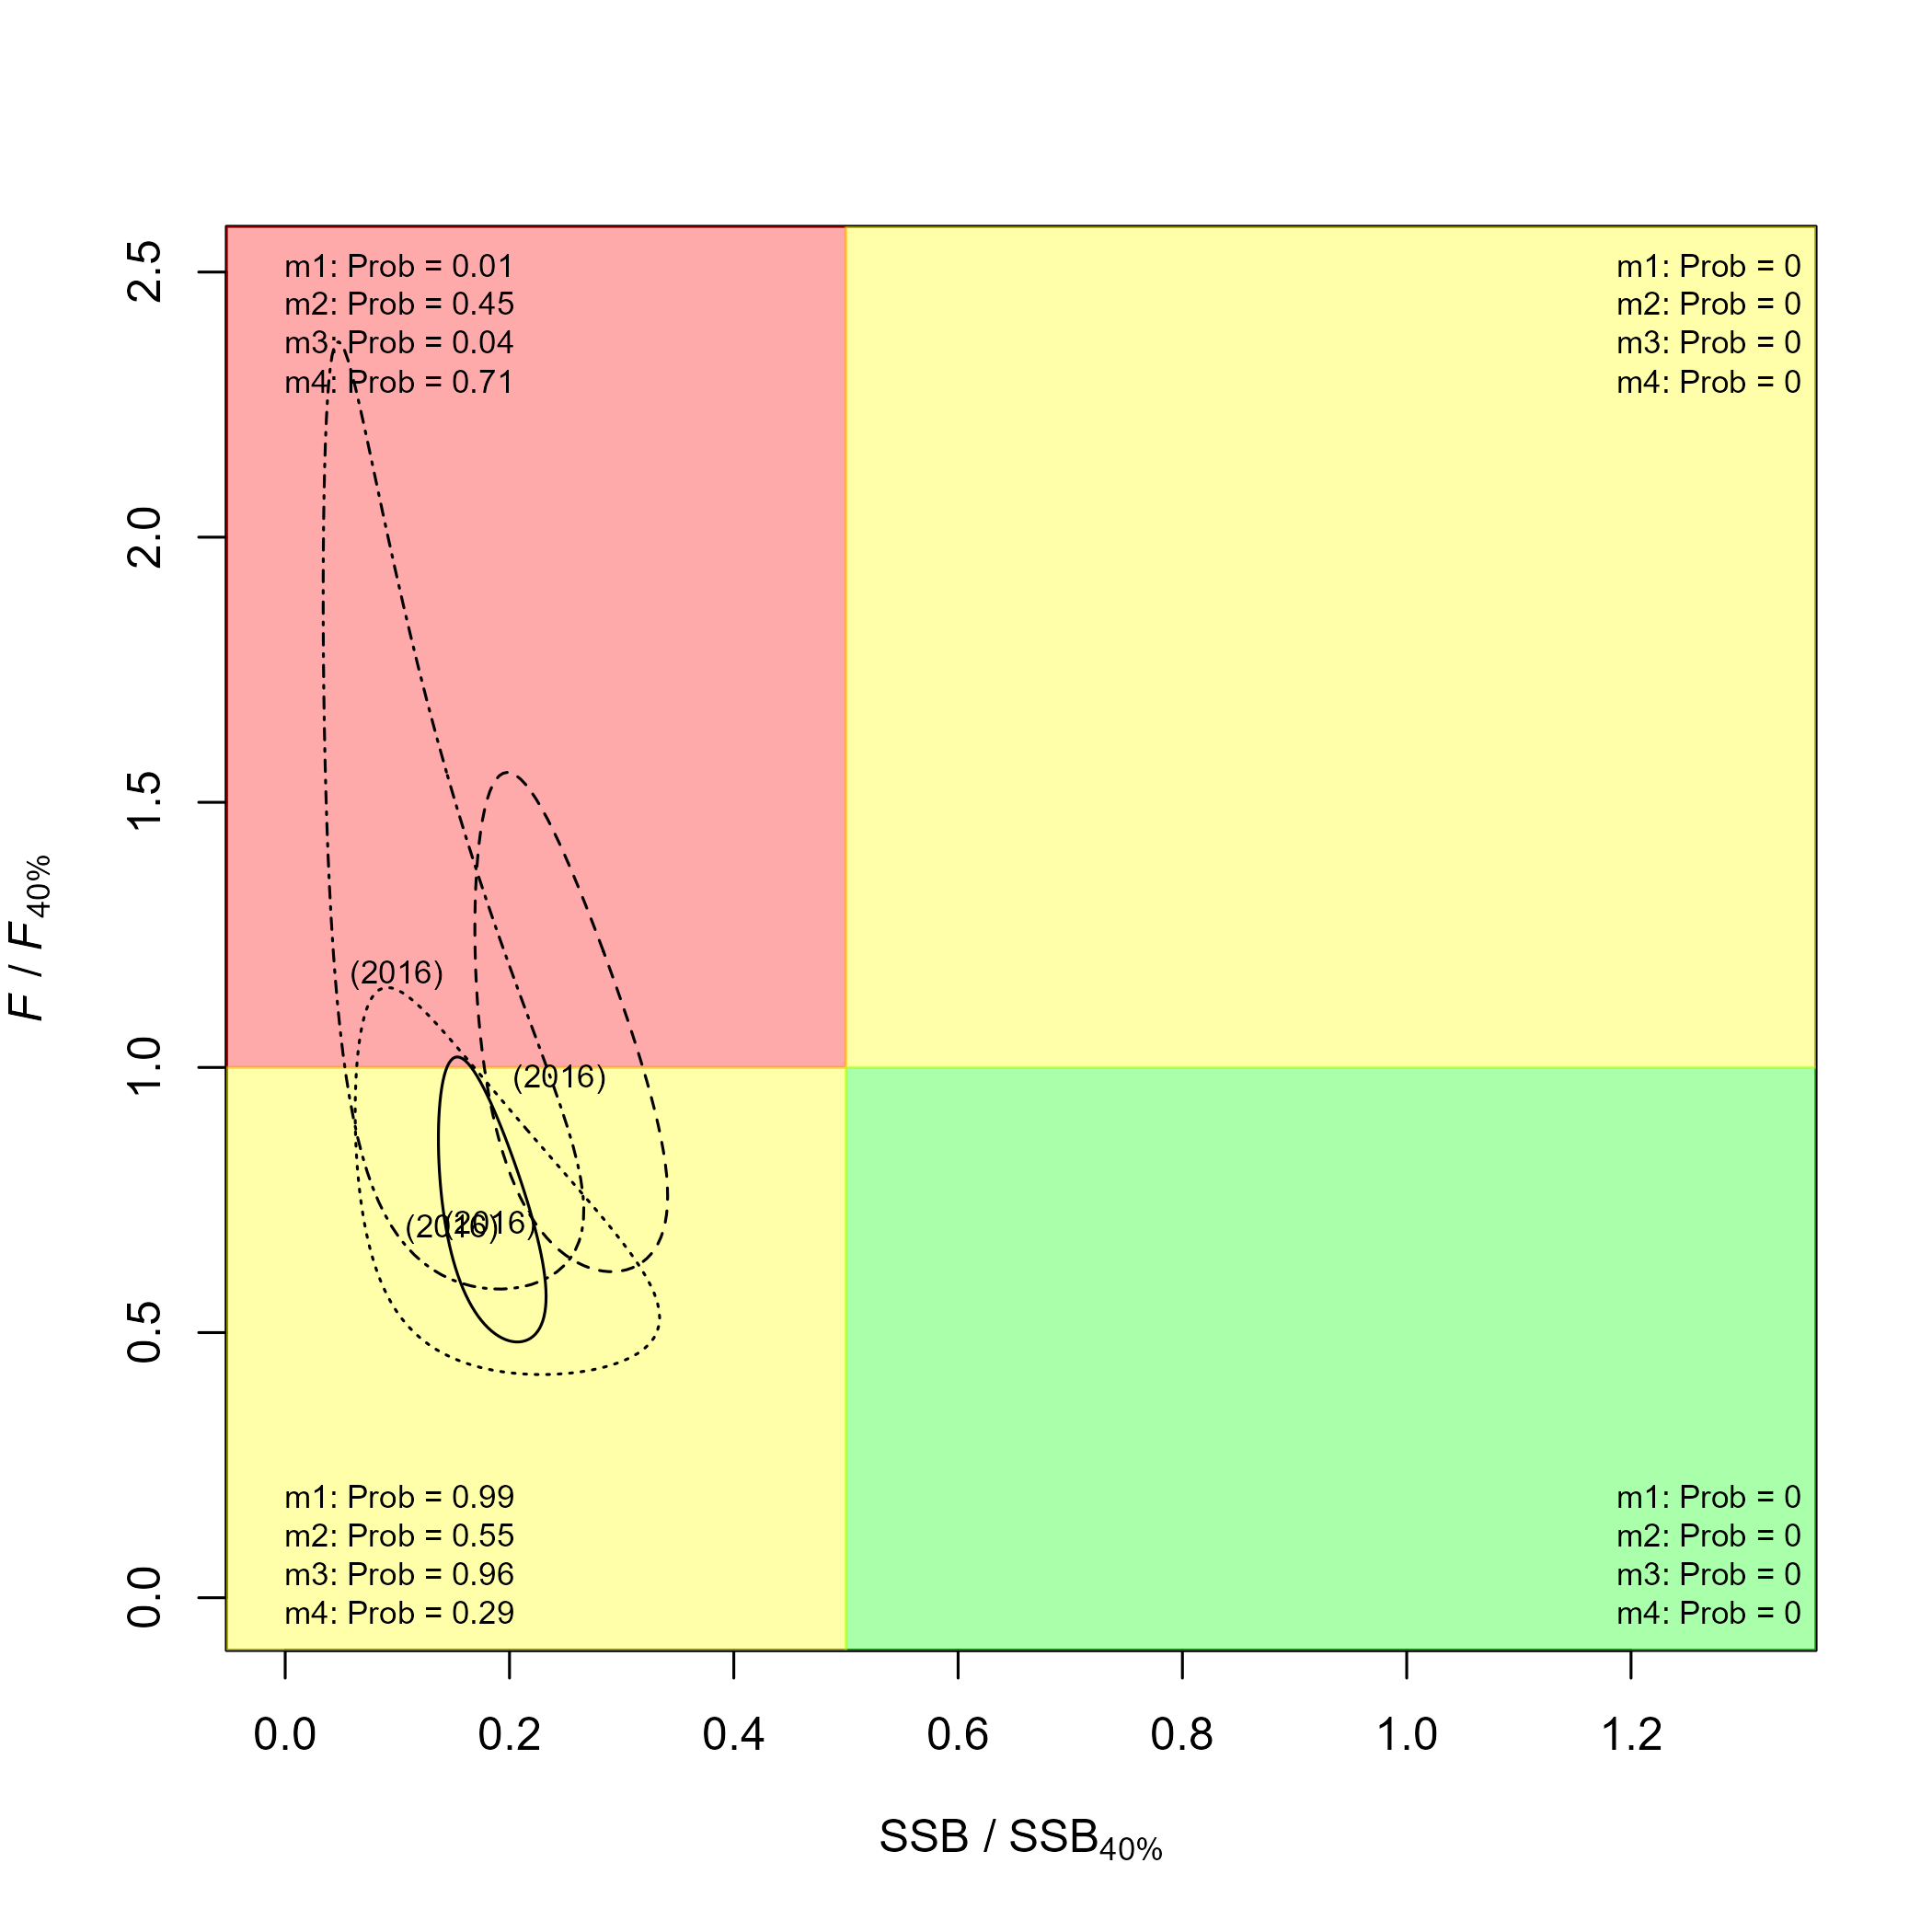 m1: Prob = 0.01
m2: Prob = 0.45
m3: Prob = 0.04
m4: Prob = 0.71
m1: Prob = 0
m2: Prob = 0
m3: Prob = 0
m4: Prob = 0
2.5
2.0
1.5
1.0
0.5
0.0
F / F40%
(2016)
(2016)
(2016)
(2016)
m1: Prob = 0.99
m2: Prob = 0.55
m3: Prob = 0.96
m4: Prob = 0.29
m1: Prob = 0
m2: Prob = 0
m3: Prob = 0
m4: Prob = 0
0.0 0.2 0.4 0.6 0.8 1.0 1.2
SSB / SSB40%